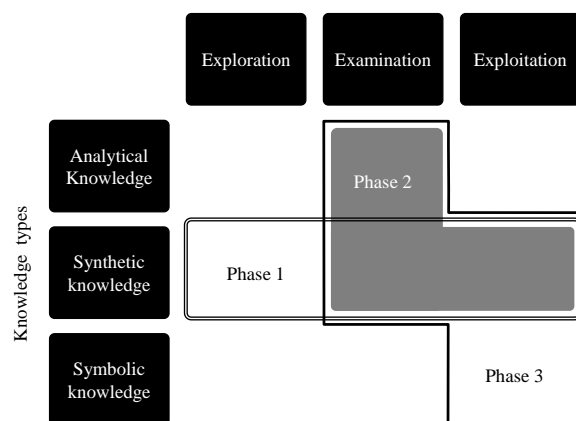 Exploration
Examination
Exploitation
Knowledge types
Analytical
Knowledge
Phase 2
Synthetic
knowledge
Phase 1
Symbolic
knowledge
Phase 3